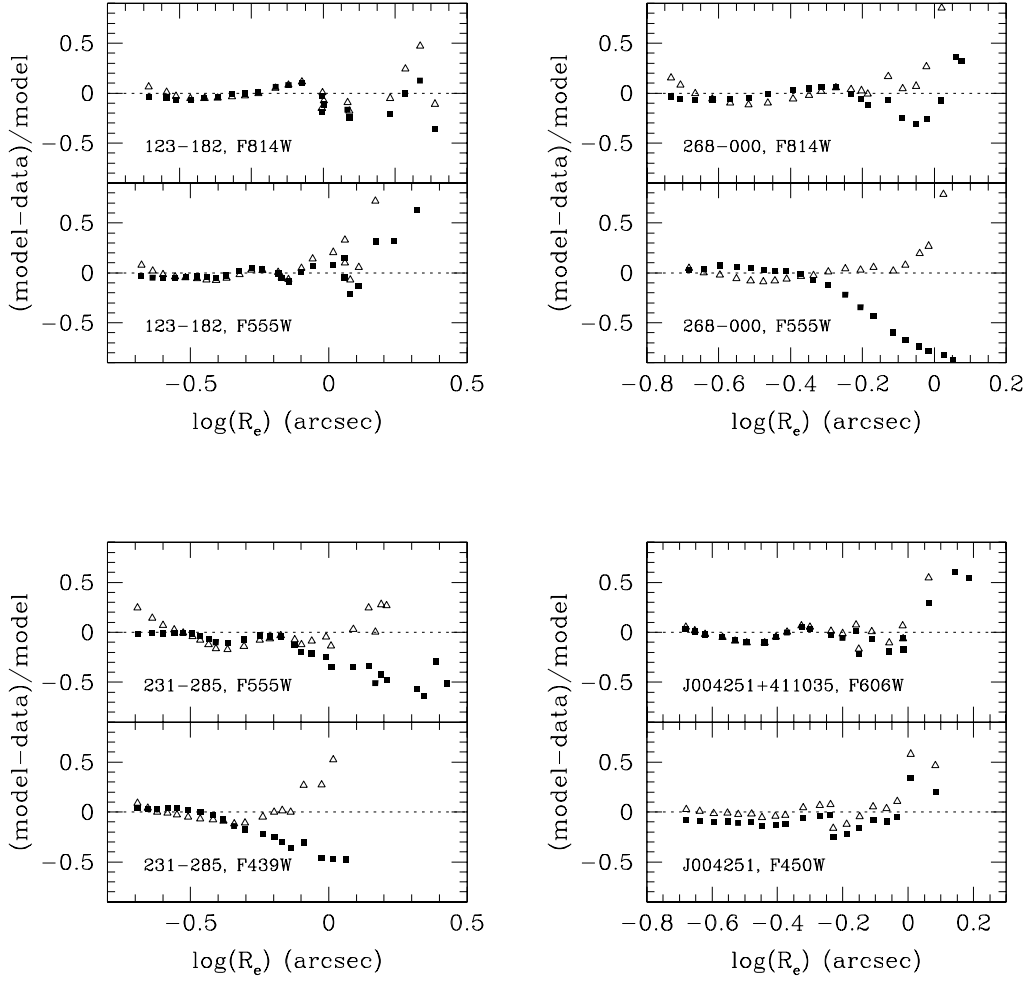 (model-data)/model
0.5
0
-0.5
123-182, F814W
0.5
0
-0.5
123-182, F555W
-0.5 0 0.5
log(Re) (arcsec)
(model-data)/model
0.5
0
-0.5
268-000, F814W
0.5
0
-0.5
268-000, F555W
-0.8 -0.6 -0.4 -0.2 0 0.2
log(Re) (arcsec)
(model-data)/model
0.5
0
-0.5
231-285, F555W
0.5
0
-0.5
231-285, F439W
-0.5 0 0.5
log(Re) (arcsec)
(model-data)/model
0.5
0
-0.5
J004251+411035, F606W
0.5
0
-0.5
J004251, F450W
-0.8 -0.6 -0.4 -0.2 0 0.2
log(Re) (arcsec)